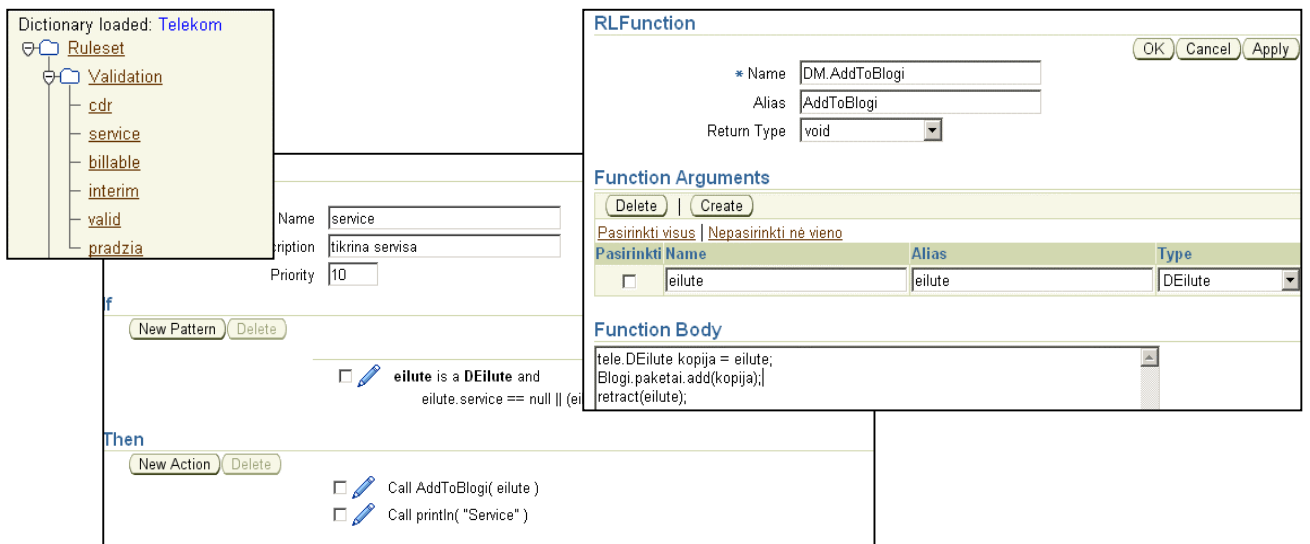 Dictionary loaded: Telekom
Ruleset
Validation
cdr
service
billable
interim
valid
pradzia
Name service
ription tikrina servisa
Priority 10
If
New Pattern Delete
eilute is a DEilute and
eilute.service == null || (ei
Then
New Action Delete
Call AddToBlogi( eilute )
Call println( "Service" )
RLFunction
OK Cancel Apply
* Name DM.AddToBlogi
Alias AddToBlogi
Return Type void
Function Arguments
Delete | Create
Pasirinkti visus | Nepasirinkti nė vieno
Pasirinkti Name Alias Type
eilute eilute DEilute
Function Body
tele.DEilute kopija = eilute;
Blogi.paketai.add(kopija);
retract(eilute);